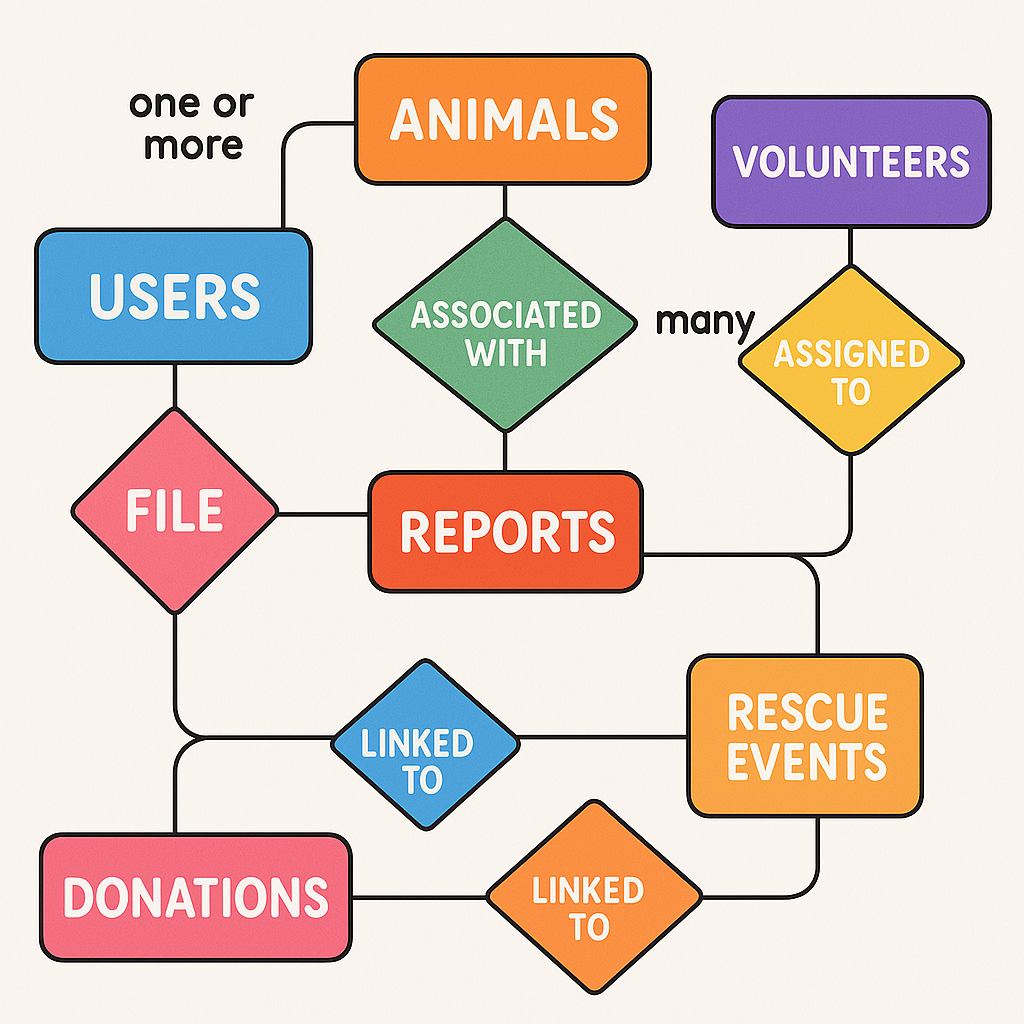 one or
more
ANIMALS
VOLUNTEERS
USERS
ASSOCIATED
WITH
many
ASSIGNED
TO
FILE
REPORTS
LINKED
TO
RESCUE
EVENTS
DONATIONS
LINKED
TO